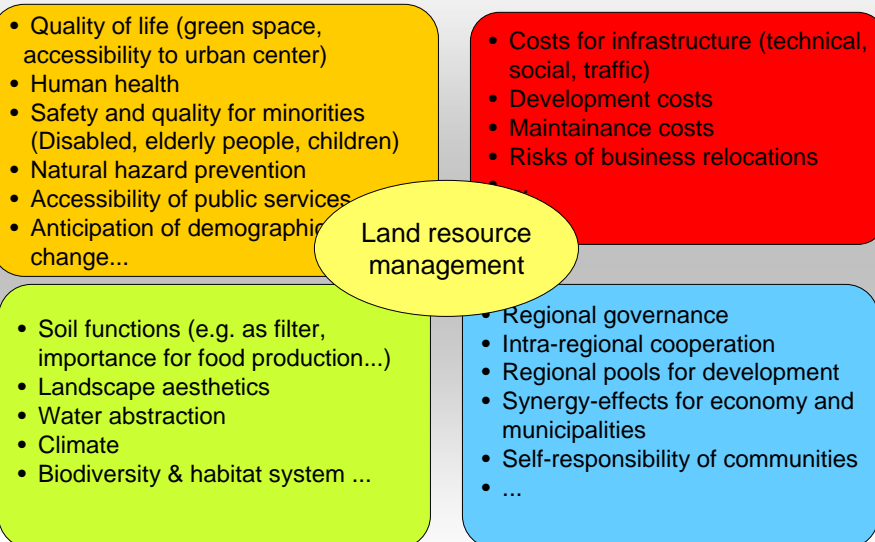 • Quality of life (green space,
accessibility to urban center)
• Human health
• Safety and quality for minorities
(Disabled, elderly people, children)
• Natural hazard prevention
• Accessibility of public services
• Anticipation of demographic
change...
• Costs for infrastructure (technical,
social, traffic)
• Development costs
• Maintainance costs
• Risks of business relocations
•
Land resource
management
• Soil functions (e.g. as filter,
importance for food production...)
• Landscape aesthetics
• Water abstraction
• Climate
• Biodiversity & habitat system ...
• Regional governance
• Intra-regional cooperation
• Regional pools for development
• Synergy-effects for economy and
municipalities
• Self-responsibility of communities
• ...